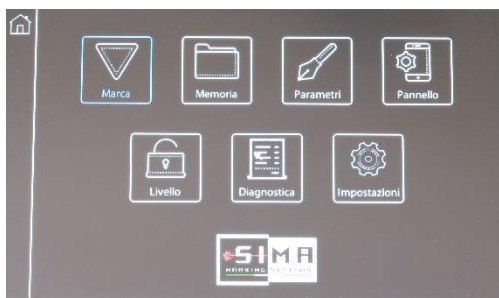 Marca
Memoria
Parametri
Pannello
Livello
Diagnostica
Impostazioni
SIMA
MARKING SYSTEMS